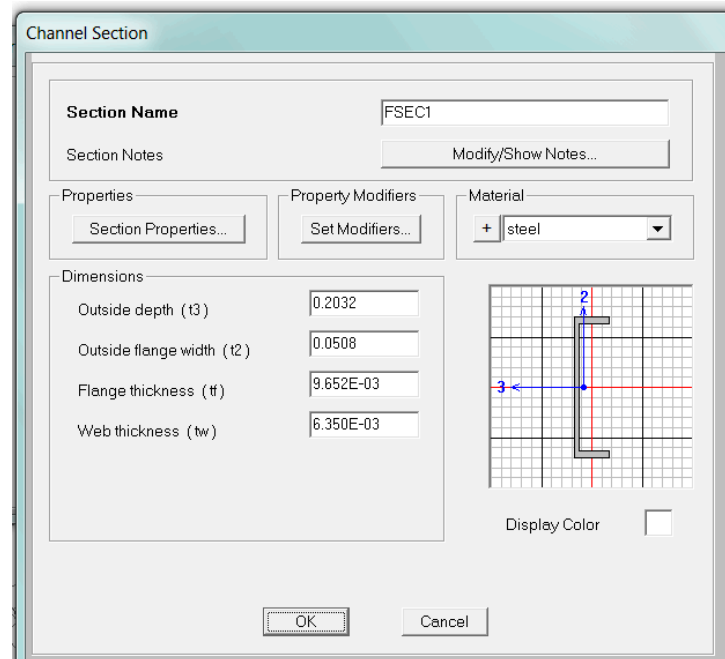 Channel Section
Section Name
FSEC1
Section Notes
Modify/Show Notes...
Properties
Property Modifiers
Material
Section Properties...
Set Modifiers...
+
steel
Dimensions
Outside depth ( t3 )
0.2032
Outside flange width ( t2 )
0.0508
Flange thickness ( tf )
9.652E-03
Web thickness ( tw )
6.350E-03
2
3
Display Color
OK
Cancel